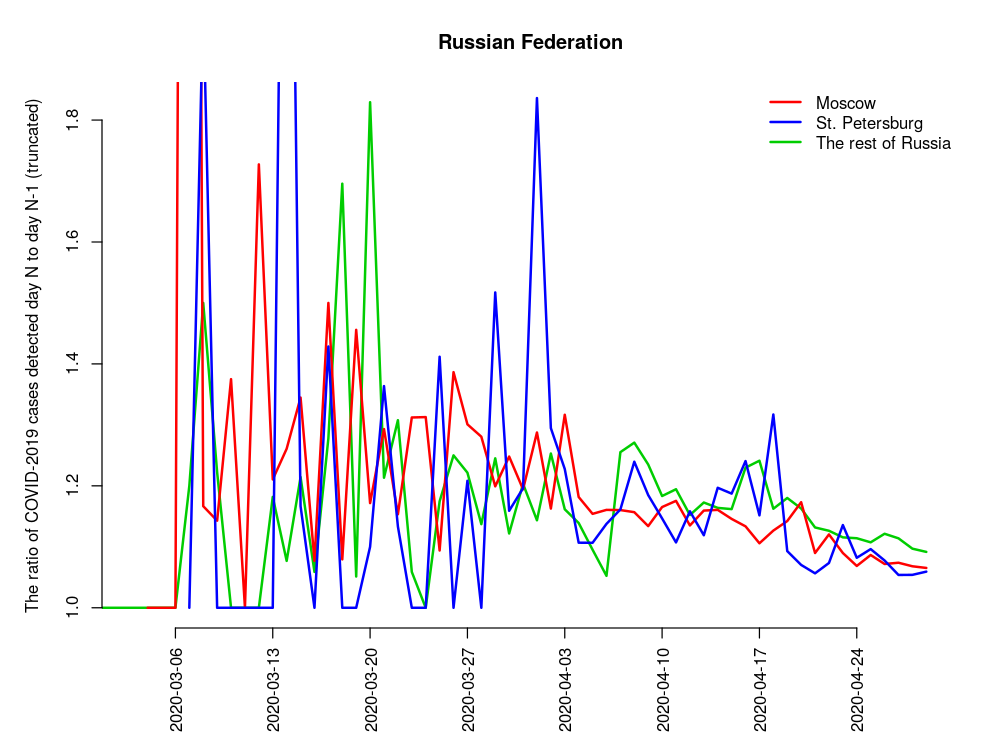 Russian Federation
The ratio of COVID-2019 cases detected day N to day N-1 (truncated)
1.8
1.6
1.4
1.2
1.0
Moscow
St. Petersburg
The rest of Russia
2020-03-06
2020-03-13
2020-03-20
2020-03-27
2020-04-03
2020-04-10
2020-04-17
2020-04-24